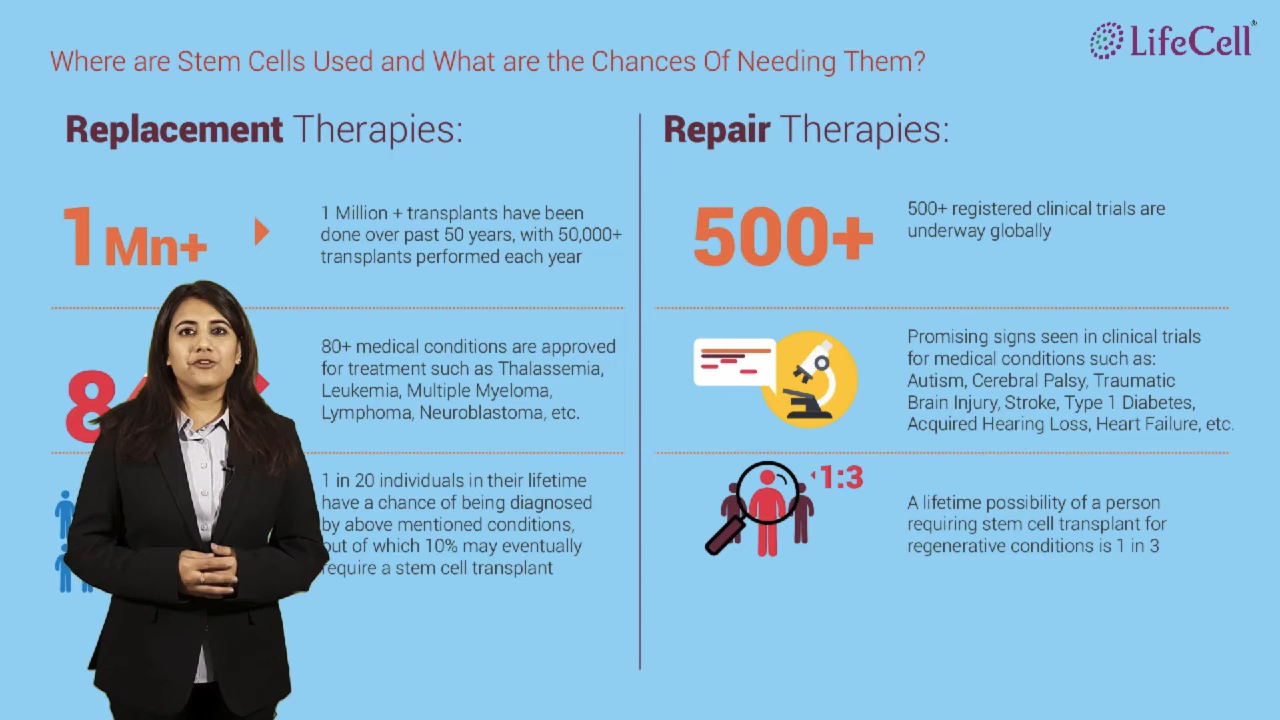 LifeCell
Where are Stem Cells Used and What are the Chances Of Needing Them?
Replacement Therapies:
1 Mn+
1 Million + transplants have been
done over past 50 years, with 50,000+
transplants performed each year
8
80+ medical conditions are approved
for treatment such as Thalassemia,
Leukemia, Multiple Myeloma,
Lymphoma, Neuroblastoma, etc.
1 in 20 individuals in their lifetime
have a chance of being diagnosed
by above mentioned conditions,
out of which 10% may eventually
require a stem cell transplant
Repair Therapies:
500+
500+ registered clinical trials are
underway globally
Promising signs seen in clinical trials
for medical conditions such as:
Autism, Cerebral Palsy, Traumatic
Brain Injury, Stroke, Type 1 Diabetes,
Acquired Hearing Loss, Heart Failure, etc.
1:3
A lifetime possibility of a person
requiring stem cell transplant for
regenerative conditions is 1 in 3